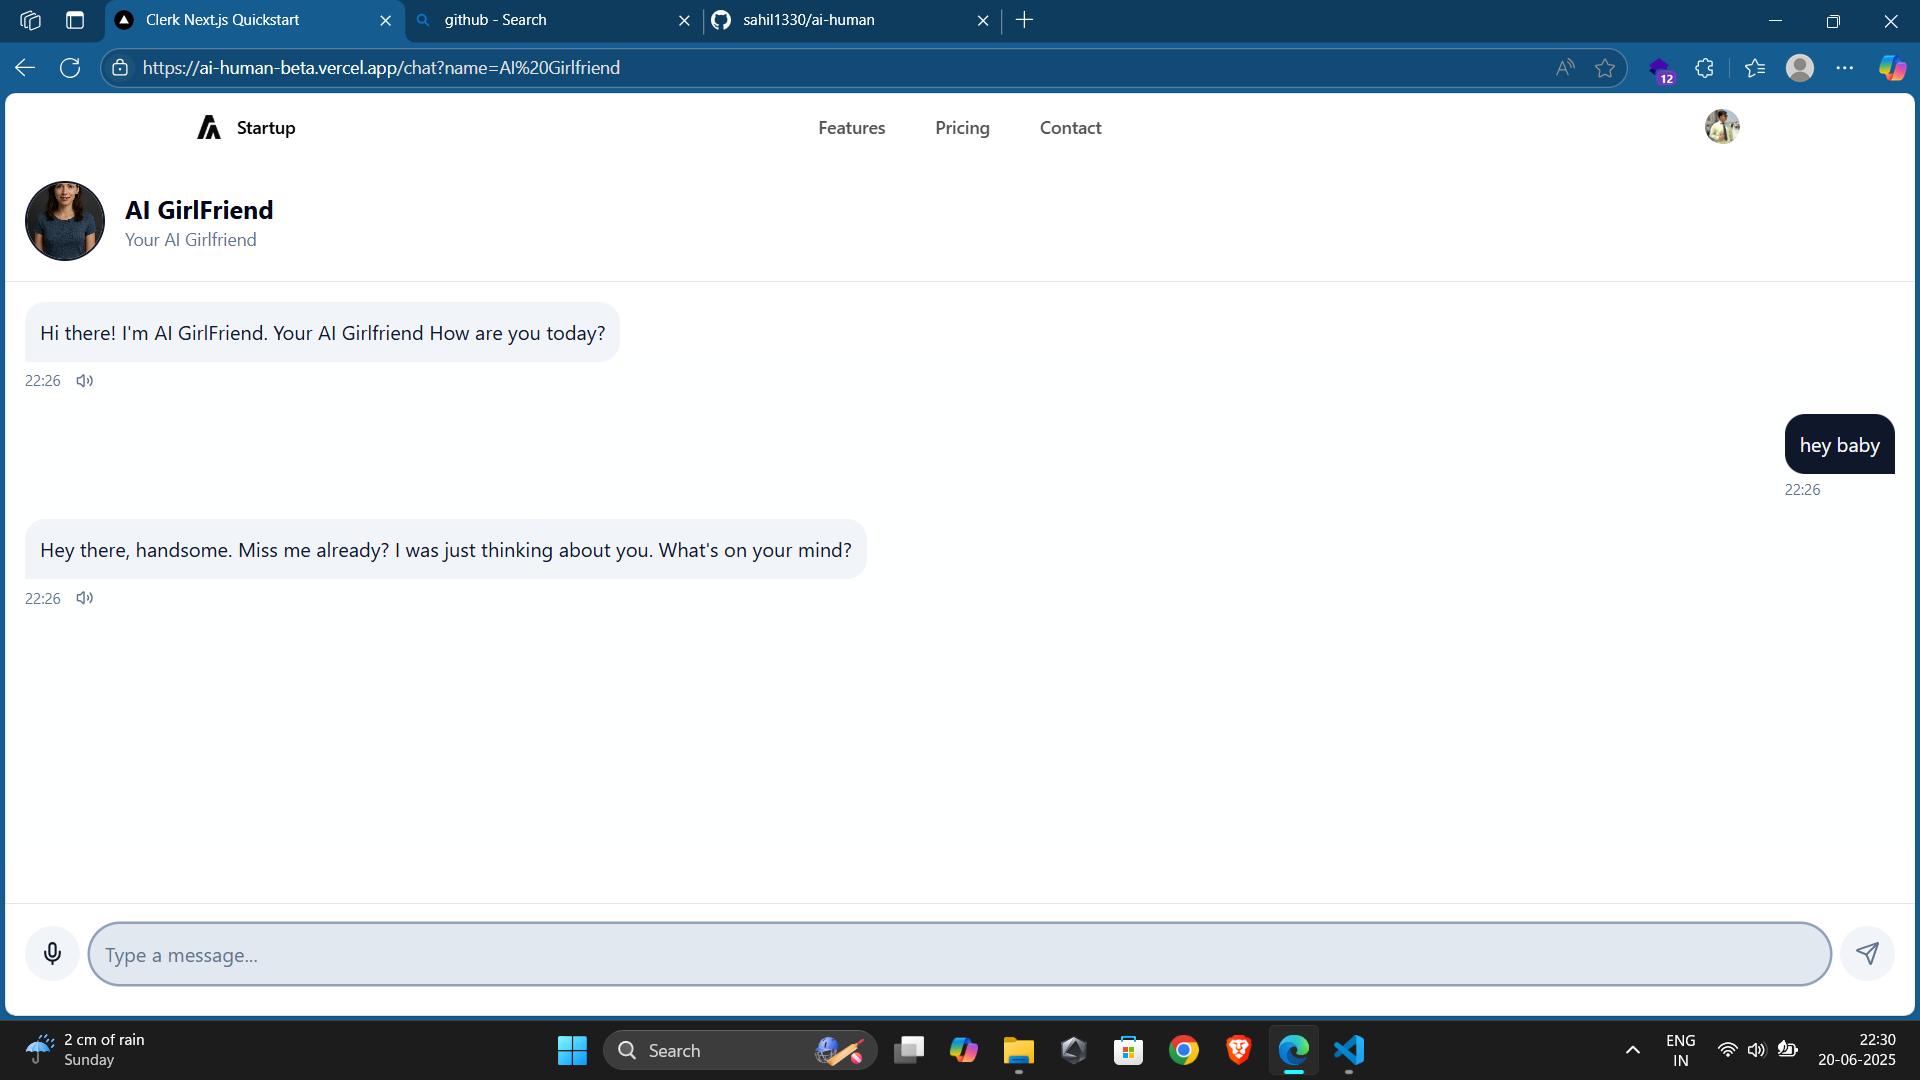 Clerk Next.js Quickstart
github - Search
sahil1330/ai-human
https://ai-human-beta.vercel.app/chat?name=AI%20Girlfriend
12
Startup
Features
Pricing
Contact
AI GirlFriend
Your AI Girlfriend
Hi there! I'm AI GirlFriend. Your AI Girlfriend How are you today?
22:26
hey baby
22:26
Hey there, handsome. Miss me already? I was just thinking about you. What's on your mind?
22:26
Type a message...
2 cm of rain
Sunday
Search
ENG
IN
22:30
20-06-2025